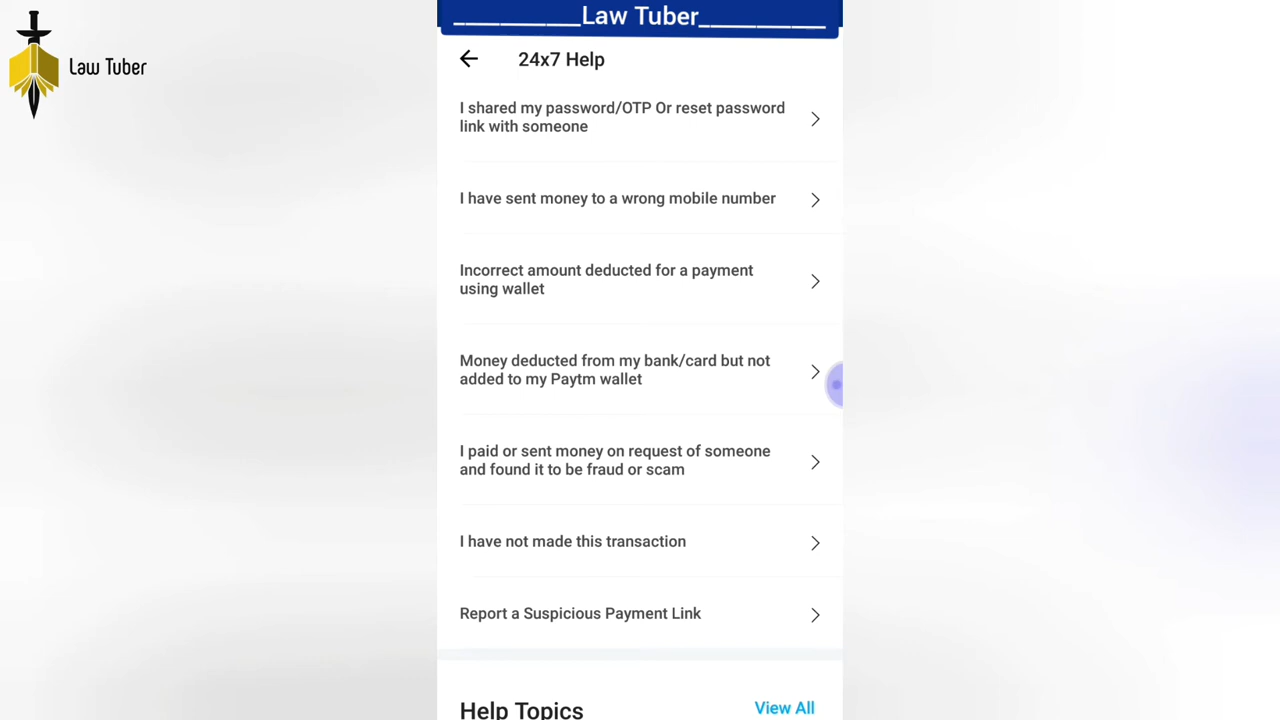 ___________Law Tuber___________
Law Tuber
24x7 Help
I shared my password/OTP Or reset password
link with someone
I have sent money to a wrong mobile number
Incorrect amount deducted for a payment
using wallet
Money deducted from my bank/card but not
added to my Paytm wallet
I paid or sent money on request of someone
and found it to be fraud or scam
I have not made this transaction
Report a Suspicious Payment Link
Help Topics
View All